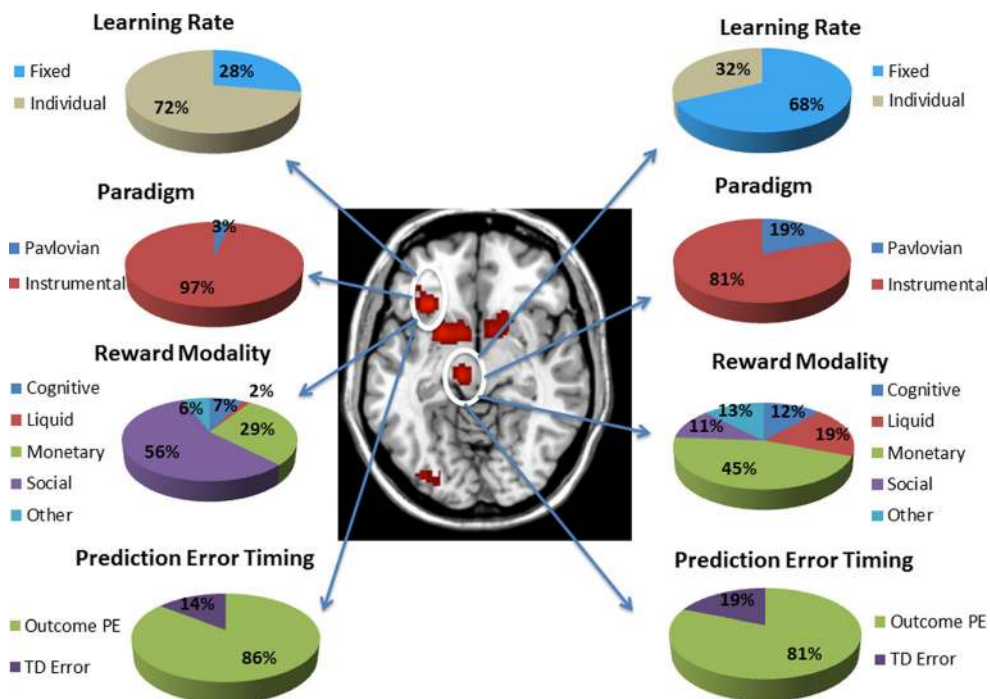 Learning Rate
Fixed
Individual
28%
72%
Paradigm
Pavlovian
Instrumental
3%
97%
Reward Modality
Cognitive
Liquid
Monetary
Social
Other
6%
7%
2%
29%
56%
Prediction Error Timing
Outcome PE
TD Error
14%
86%
Learning Rate
32%
68%
Fixed
Individual
Paradigm
19%
81%
Pavlovian
Instrumental
Reward Modality
13%
12%
11%
19%
45%
Cognitive
Liquid
Monetary
Social
Other
Prediction Error Timing
19%
81%
Outcome PE
TD Error